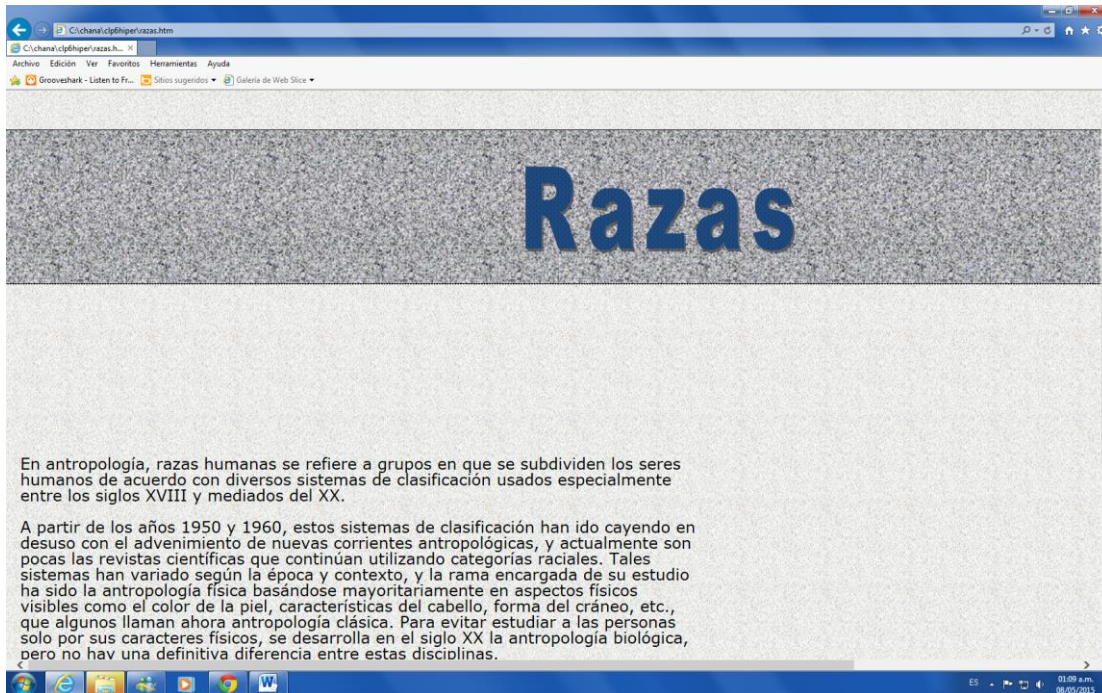 C:\chana\clp6hiper\razas.htm
C:\chana\clp6hiper\razas.h...
Archivo Edición Ver Favoritos Herramientas Ayuda
Grooveshark - Listen to Fr... Sitios sugeridos Galería de Web Slice
Razas
En antropología, razas humanas se refiere a grupos en que se subdividen los seres
humanos de acuerdo con diversos sistemas de clasificación usados especialmente
entre los siglos XVIII y mediados del XX.
A partir de los años 1950 y 1960, estos sistemas de clasificación han ido cayendo en
desuso con el advenimiento de nuevas corrientes antropológicas, y actualmente son
pocas las revistas científicas que continúan utilizando categorías raciales. Tales
sistemas han variado según la época y contexto, y la rama encargada de su estudio
ha sido la antropología física basándose mayoritariamente en aspectos físicos
visibles como el color de la piel, características del cabello, forma del cráneo, etc.,
que algunos llaman ahora antropología clásica. Para evitar estudiar a las personas
solo por sus caracteres físicos, se desarrolla en el siglo XX la antropología biológica,
pero no hay una definitiva diferencia entre estas disciplinas.
ES 01:09 a.m.
08/05/2015